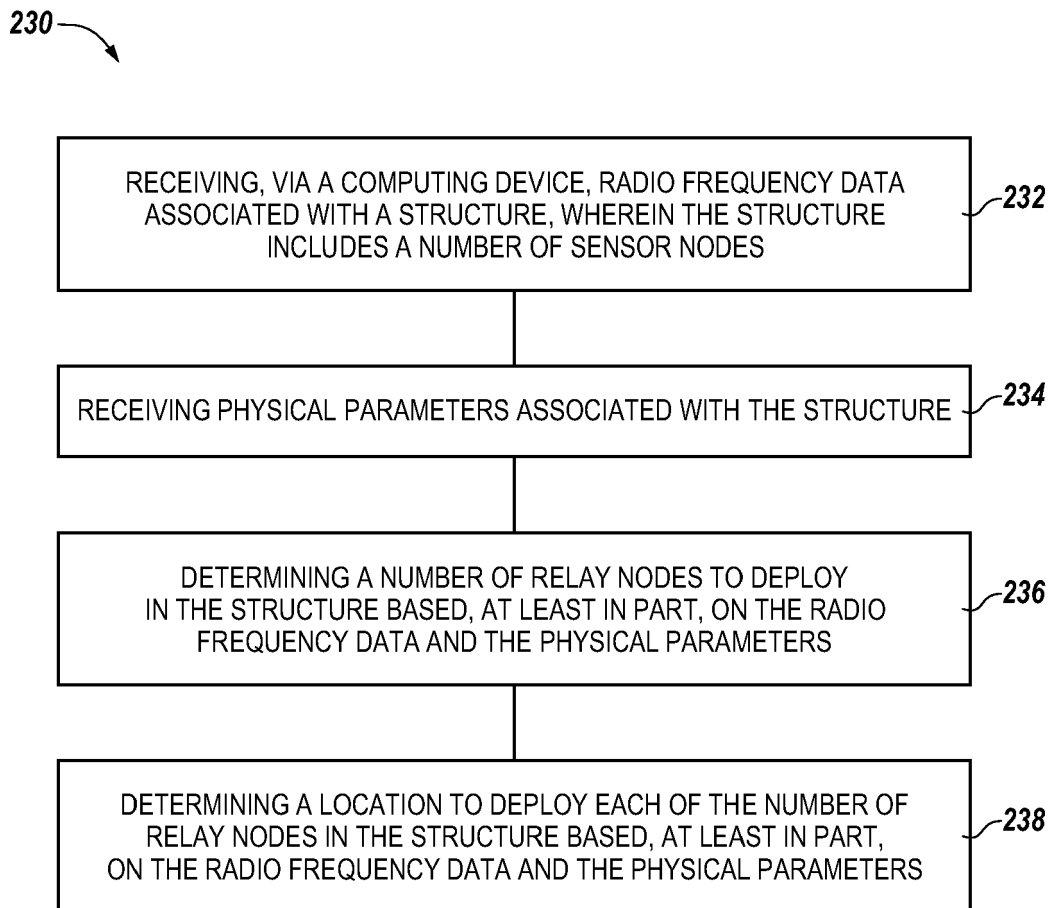 230
RECEIVING, VIA A COMPUTING DEVICE, RADIO FREQUENCY DATA
ASSOCIATED WITH A STRUCTURE, WHEREIN THE STRUCTURE
INCLUDES A NUMBER OF SENSOR NODES
232
RECEIVING PHYSICAL PARAMETERS ASSOCIATED WITH THE STRUCTURE
234
DETERMINING A NUMBER OF RELAY NODES TO DEPLOY
IN THE STRUCTURE BASED, AT LEAST IN PART, ON THE RADIO
FREQUENCY DATA AND THE PHYSICAL PARAMETERS
236
DETERMINING A LOCATION TO DEPLOY EACH OF THE NUMBER OF
RELAY NODES IN THE STRUCTURE BASED, AT LEAST IN PART,
ON THE RADIO FREQUENCY DATA AND THE PHYSICAL PARAMETERS
238